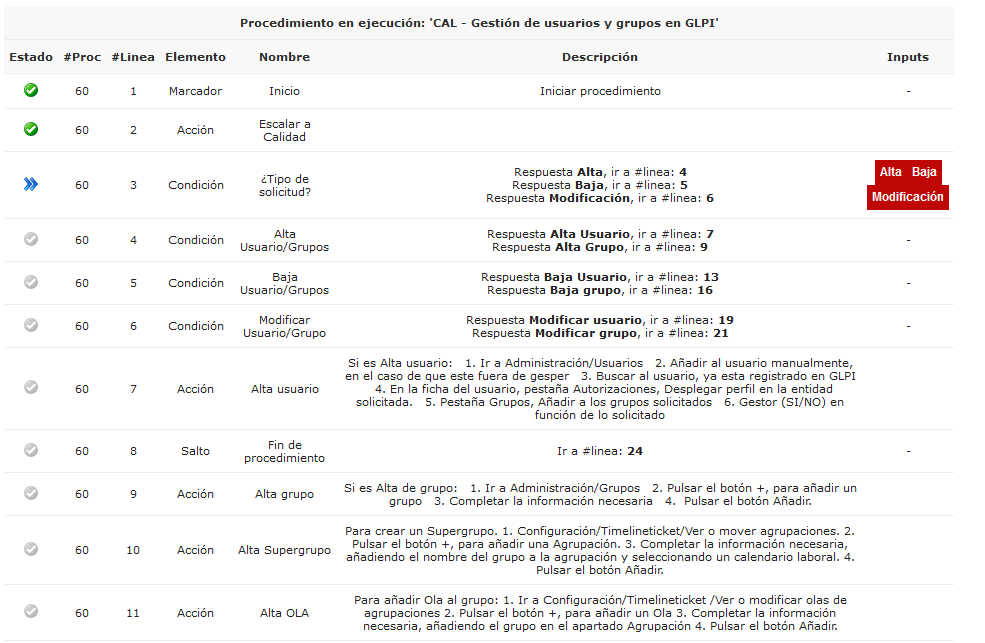 Procedimiento en ejecución: 'CAL - Gestión de usuarios y grupos en GLPI'
Estado #Proc #Linea Elemento Nombre Descripción Inputs
60 1 Marcador Inicio Iniciar procedimiento -
60 2 Acción Escalar a
Calidad
60 3 Condición ¿Tipo de
solicitud?
Respuesta Alta, ir a #linea: 4
Respuesta Baja, ir a #linea: 5
Respuesta Modificación, ir a #linea: 6
Alta Baja
Modificación
60 4 Condición Alta
Usuario/Grupos
Respuesta Alta Usuario, ir a #linea: 7
Respuesta Alta Grupo, ir a #linea: 9
-
60 5 Condición Baja
Usuario/Grupos
Respuesta Baja Usuario, ir a #linea: 13
Respuesta Baja grupo, ir a #linea: 16
-
60 6 Condición Modificar
Usuario/Grupo
Respuesta Modificar usuario, ir a #linea: 19
Respuesta Modificar grupo, ir a #linea: 21
-
60 7 Acción Alta usuario
Si es Alta usuario: 1. Ir a Administración/Usuarios 2. Añadir al usuario manualmente,
en el caso de que este fuera de gesper 3. Buscar al usuario, ya esta registrado en GLPI
4. En la ficha del usuario, pestaña Autorizaciones, Desplegar perfil en la entidad
solicitada. 5. Pestaña Grupos, Añadir a los grupos solicitados 6. Gestor (SI/NO) en
función de lo solicitado
60 8 Salto Fin de
procedimiento
Ir a #linea: 24
-
60 9 Acción Alta grupo
Si es Alta de grupo: 1. Ir a Administración/Grupos 2. Pulsar el botón +, para añadir un
grupo 3. Completar la información necesaria 4. Pulsar el botón Añadir.
60 10 Acción Alta Supergrupo
Para crear un Supergrupo. 1. Configuración/Timelineticket/Ver o mover agrupaciones. 2.
Pulsar el botón +, para añadir una Agrupación. 3. Completar la información necesaria,
añadiendo el nombre del grupo a la agrupación y seleccionando un calendario laboral. 4.
Pulsar el botón Añadir.
60 11 Acción Alta OLA
Para añadir Ola al grupo: 1. Ir a Configuración/Timelineticket /Ver o modificar olas de
agrupaciones 2. Pulsar el botón +, para añadir un Ola 3. Completar la información
necesaria, añadiendo el grupo en el apartado Agrupación 4. Pulsar el botón Añadir.